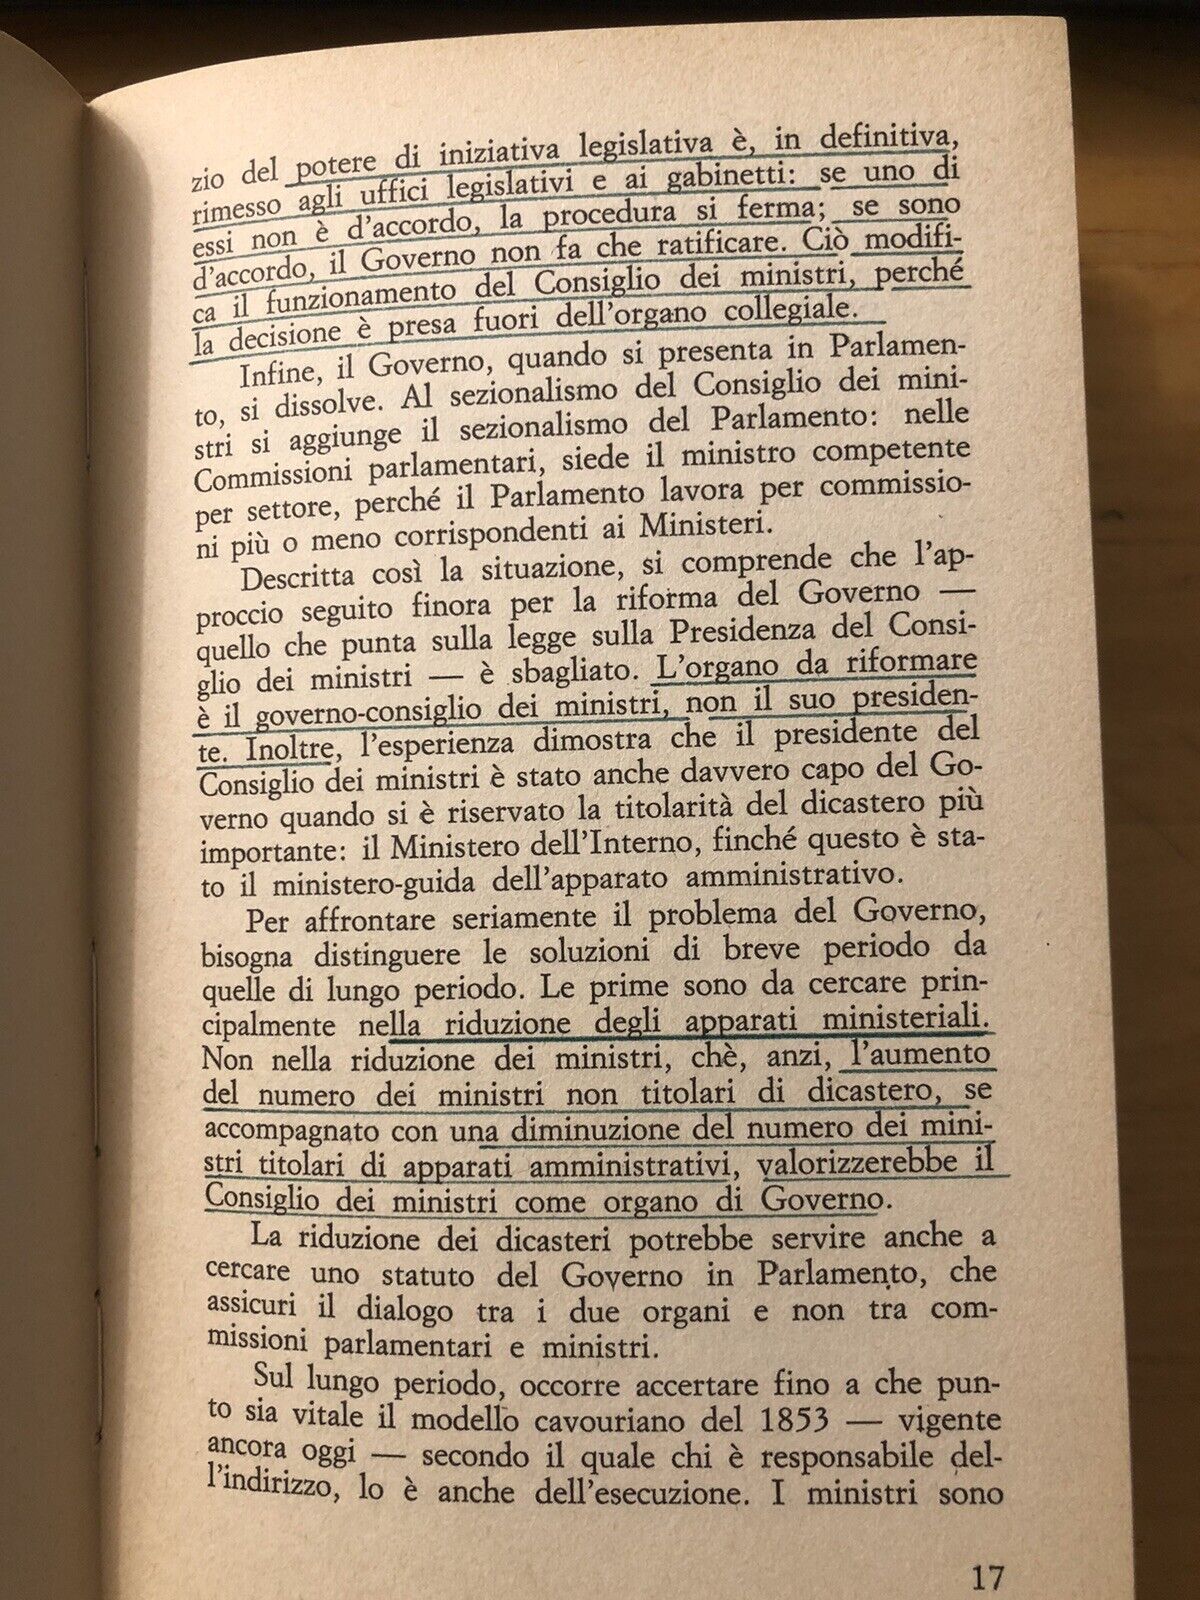 zio del potere di iniziativa legislativa è, in definitiva,
rimesso agli uffici legislativi e ai gabinetti: se uno di
essi non è d'accordo, la procedura si ferma; se sono
d'accordo, il Governo non fa che ratificare. Ciò modifi-
ca il funzionamento del Consiglio dei ministri, perché
la decisione è presa fuori dell'organo collegiale.
Infine, il Governo, quando si presenta in Parlamen-
to, si dissolve. Al sezionalismo del Consiglio dei mini-
stri si aggiunge il sezionalismo del Parlamento: nelle
Commissioni parlamentari, siede il ministro competente
per settore, perché il Parlamento lavora per commissio-
ni più o meno corrispondenti ai Ministeri.
Descritta così la situazione, si comprende che l'ap-
proccio seguito finora per la riforma del Governo —
quello che punta sulla legge sulla Presidenza del Consi-
glio dei ministri — è sbagliato. L'organo da riformare
è il governo-consiglio dei ministri, non il suo presiden-
te. Inoltre, l'esperienza dimostra che il presidente del
Consiglio dei ministri è stato anche davvero capo del Go-
verno quando si è riservato la titolarità del dicastero più
importante: il Ministero dell'Interno, finché questo è sta-
to il ministero-guida dell'apparato amministrativo.
Per affrontare seriamente il problema del Governo,
bisogna distinguere le soluzioni di breve periodo da
quelle di lungo periodo. Le prime sono da cercare prin-
cipalmente nella riduzione degli apparati ministeriali.
Non nella riduzione dei ministri, chè, anzi, l'aumento
del numero dei ministri non titolari di dicastero, se
accompagnato con una diminuzione del numero dei mini-
stri titolari di apparati amministrativi, valorizzerebbe il
Consiglio dei ministri come organo di Governo.
La riduzione dei dicasteri potrebbe servire anche a
cercare uno statuto del Governo in Parlamento, che
assicuri il dialogo tra i due organi e non tra com-
missioni parlamentari e ministri.
Sul lungo periodo, occorre accertare fino a che pun-
to sia vitale il modello cavouriano del 1853 — vigente
ancora oggi — secondo il quale chi è responsabile del-
l'indirizzo, lo è anche dell'esecuzione. I ministri sono
17